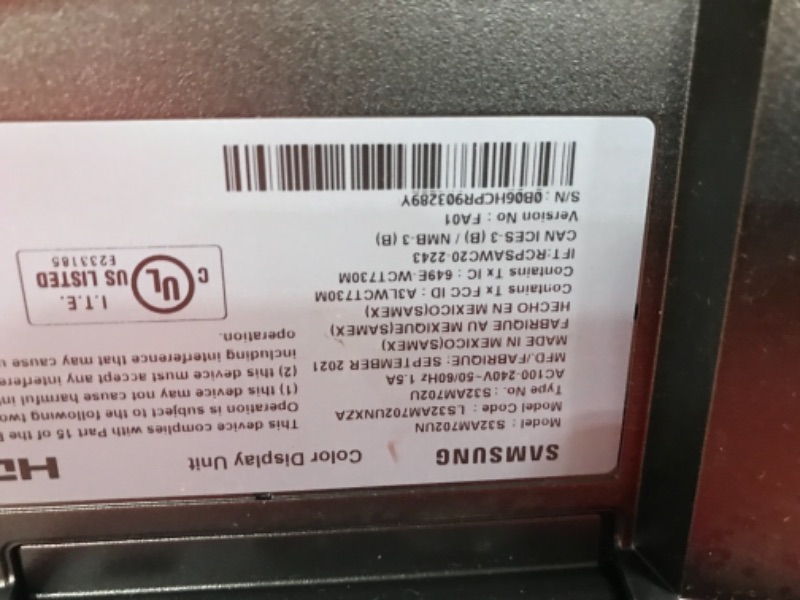 SAMSUNG Color Display Unit
Model : S32AM702UN
Model Code : LS32AM702UNXZA
Type No. : S32AM702U
AC100-240V~50/60Hz 1.5A
MFD./FABRIQUE: SEPTEMBER 2021
MADE IN MEXICO(SAMEX)
FABRIQUE AU MEXIQUE(SAMEX)
HECHO EN MEXICO(SAMEX)
Contains Tx FCC ID : A3LWCT730M
Contains Tx IC : 649E-WCT730M
IFT:RCPSAWC20-2243
CAN ICES-3 (B) / NMB-3 (B)
Version No : FA01
S/N : 0B06HCPR903289Y
This device complies with Part 15 of the
Operation is subject to the following two
(1) this device may not cause harmful
(2) this device must accept any
including interference that may cause
operation.
I.T.E.
C UL US LISTED
E233185